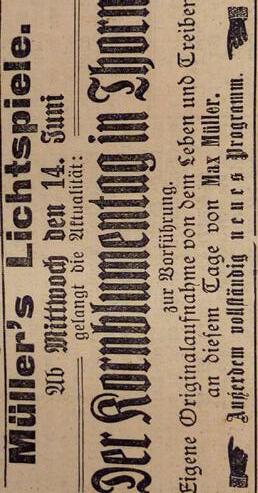 Müller's Lichtspiele.
Ab Mittwoch den 14. Juni
gelangt die Aktualität:
Der Kornblumentag in Thorn
zur Vorführung.
Eigene Originalaufnahme von dem Leben und Treiben
an diesem Tage von Max Müller.
Außerdem vollständig neues Programm.